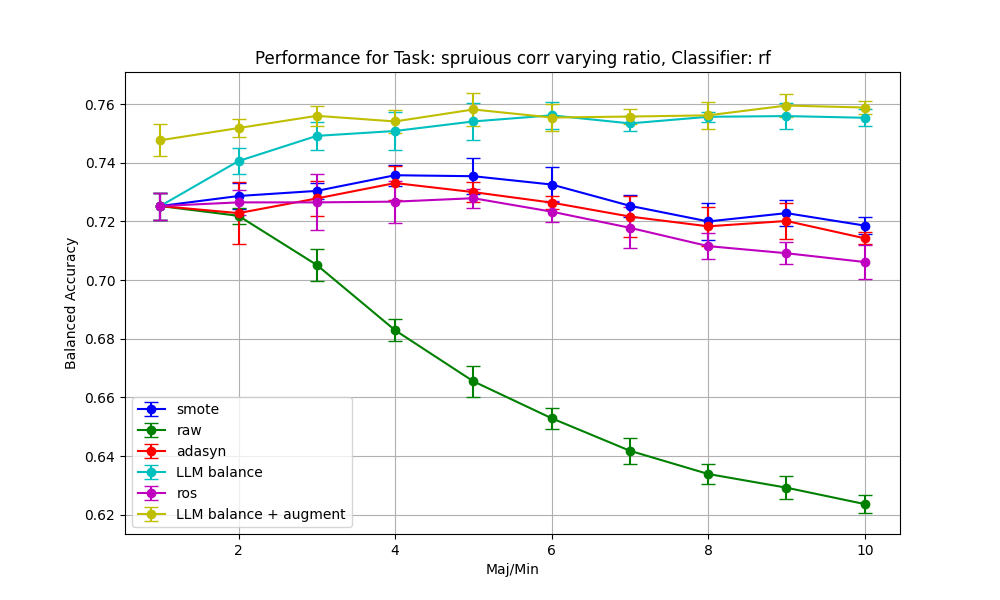 Performance for Task: spruious corr varying ratio, Classifier: rf
Balanced Accuracy
0.76
0.74
0.72
0.70
0.68
0.66
0.64
0.62
smote
raw
adasyn
LLM balance
ros
LLM balance + augment
2
4
6
8
10
Maj/Min